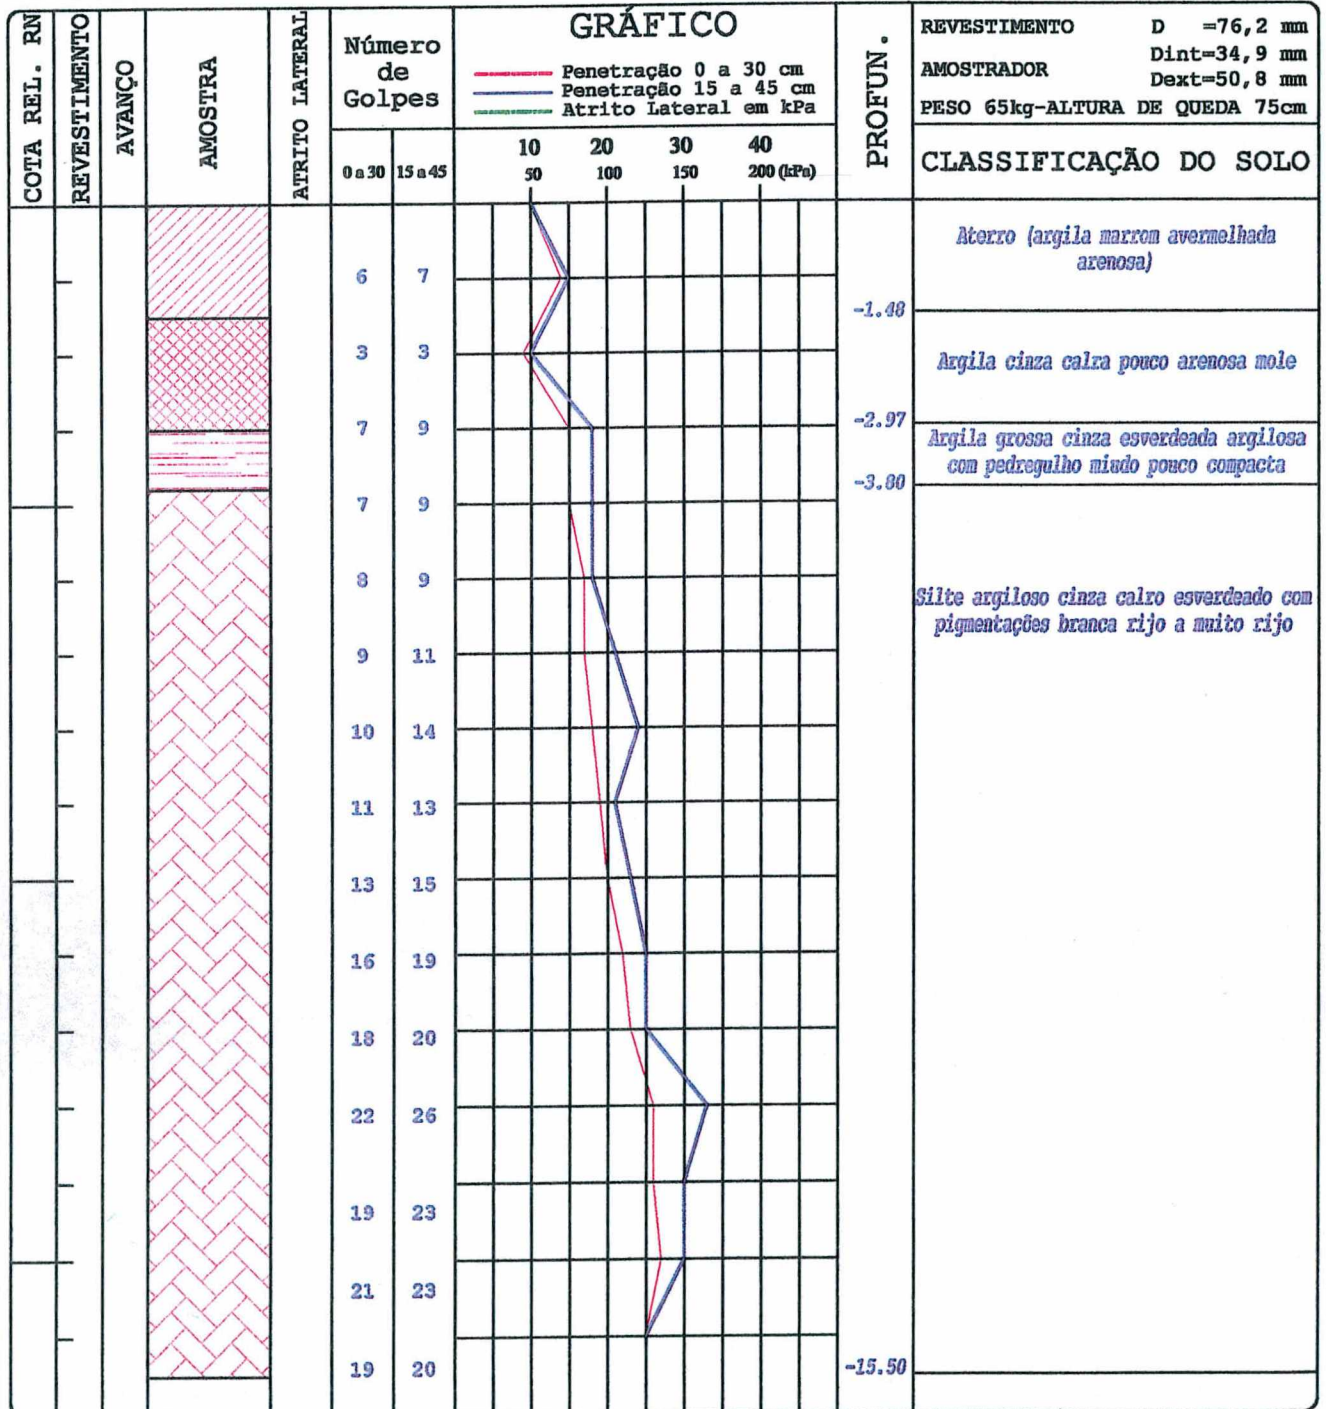 COTA REL. RN
REVESTIMENTO
AVANÇO
AMOSTRA
ATRITO LATERAL
Número
de
Golpes
0 a 30 15 a 45
GRÁFICO
Penetração 0 a 30 cm
Penetração 15 a 45 cm
Atrito Lateral em kPa
10 20 30 40
50 100 150 200 (kPa)
PROFUN.
REVESTIMENTO D =76,2 mm
Dint=34,9 mm
AMOSTRADOR
Dext=50,8 mm
PESO 65kg-ALTURA DE QUEDA 75cm
CLASSIFICAÇÃO DO SOLO
Aterro (argila marrom avermelhada
arenosa)
6 7
-1.48
3 3
Argila cinza calra pouco arenosa mole
-2.97
7 9
Argila grossa cinza esverdeada argilosa
com pedregulho miudo pouco compacta
-3.80
7 9
8 9
Silte argiloso cinza calro esverdeado com
pigmentações branca rijo a muito rijo
9 11
10 14
11 13
13 15
16 19
18 20
22 26
19 23
21 23
19 20
-15.50